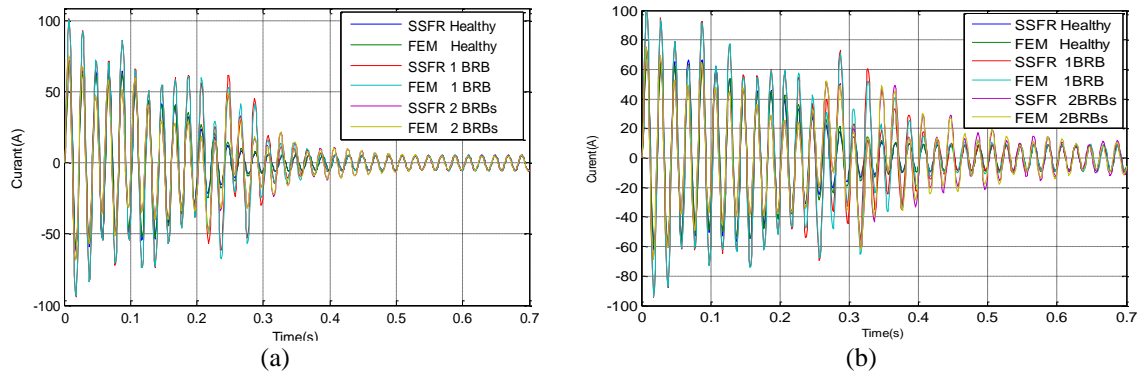 SSFR Healthy
FEM Healthy
SSFR 1 BRB
FEM 1 BRB
SSFR 2 BRBs
FEM 2 BRBs
100
50
0
-50
-100
Current(A)
0 0.1 0.2 0.3 0.4 0.5 0.6 0.7
Time(s)
(a)
SSFR Healthy
FEM Healthy
SSFR 1BRB
FEM 1BRB
SSFR 2BRBs
FEM 2BRBs
100
80
60
40
20
0
-20
-40
-60
-80
-100
Current(A)
0 0.1 0.2 0.3 0.4 0.5 0.6 0.7
Time(s)
(b)